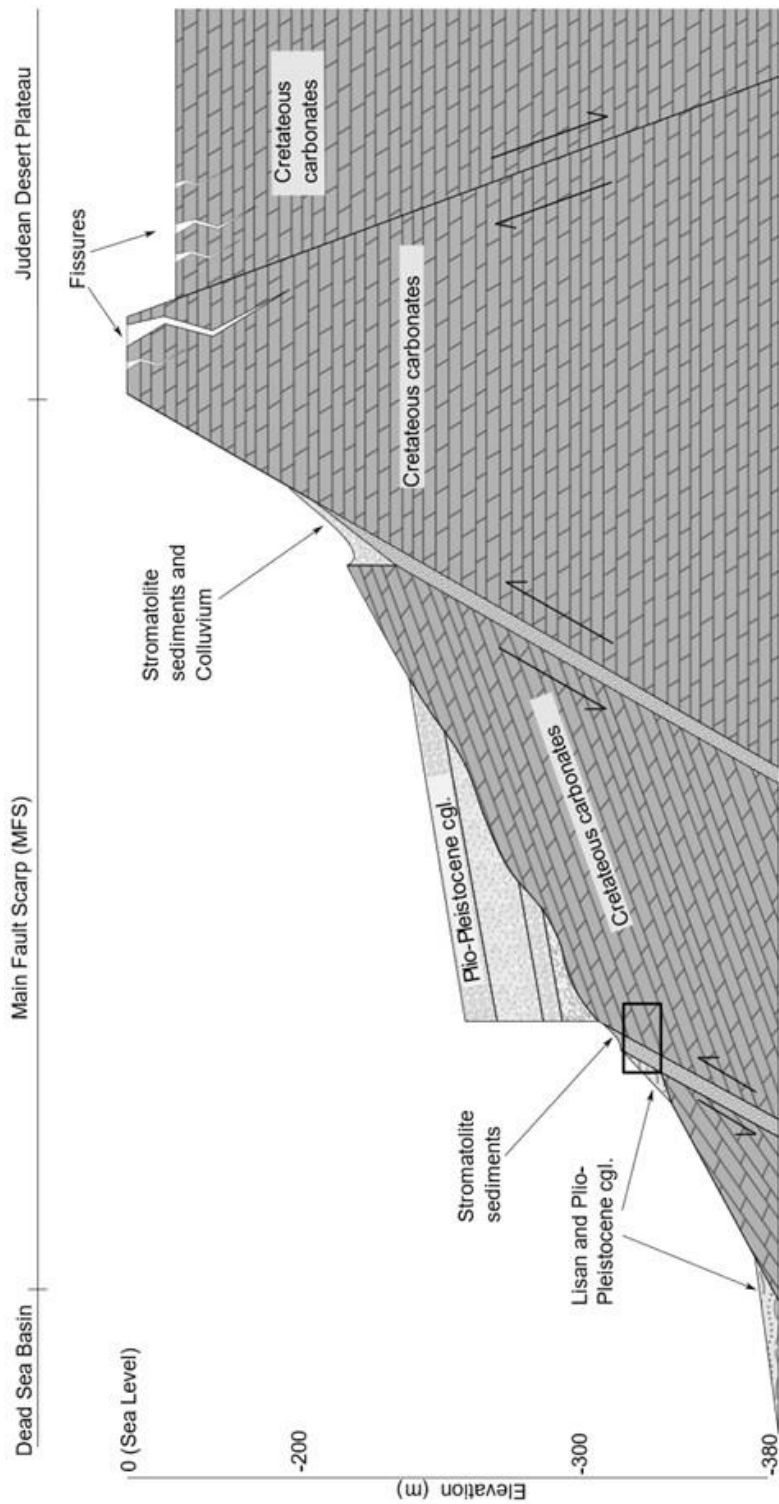 Dead Sea Basin
Main Fault Scarp (MFS)
Judean Desert Plateau
0 (Sea Level)
-200
-300
-380
Elevation (m)
Fissures
Stromatolite
sediments and
Colluvium
Cretateous
carbonates
Cretateous carbonates
Plio-Pleistocene cgl.
Cretateous carbonates
Stromatolite
sediments
Lisan and Plio-
Pleistocene cgl.